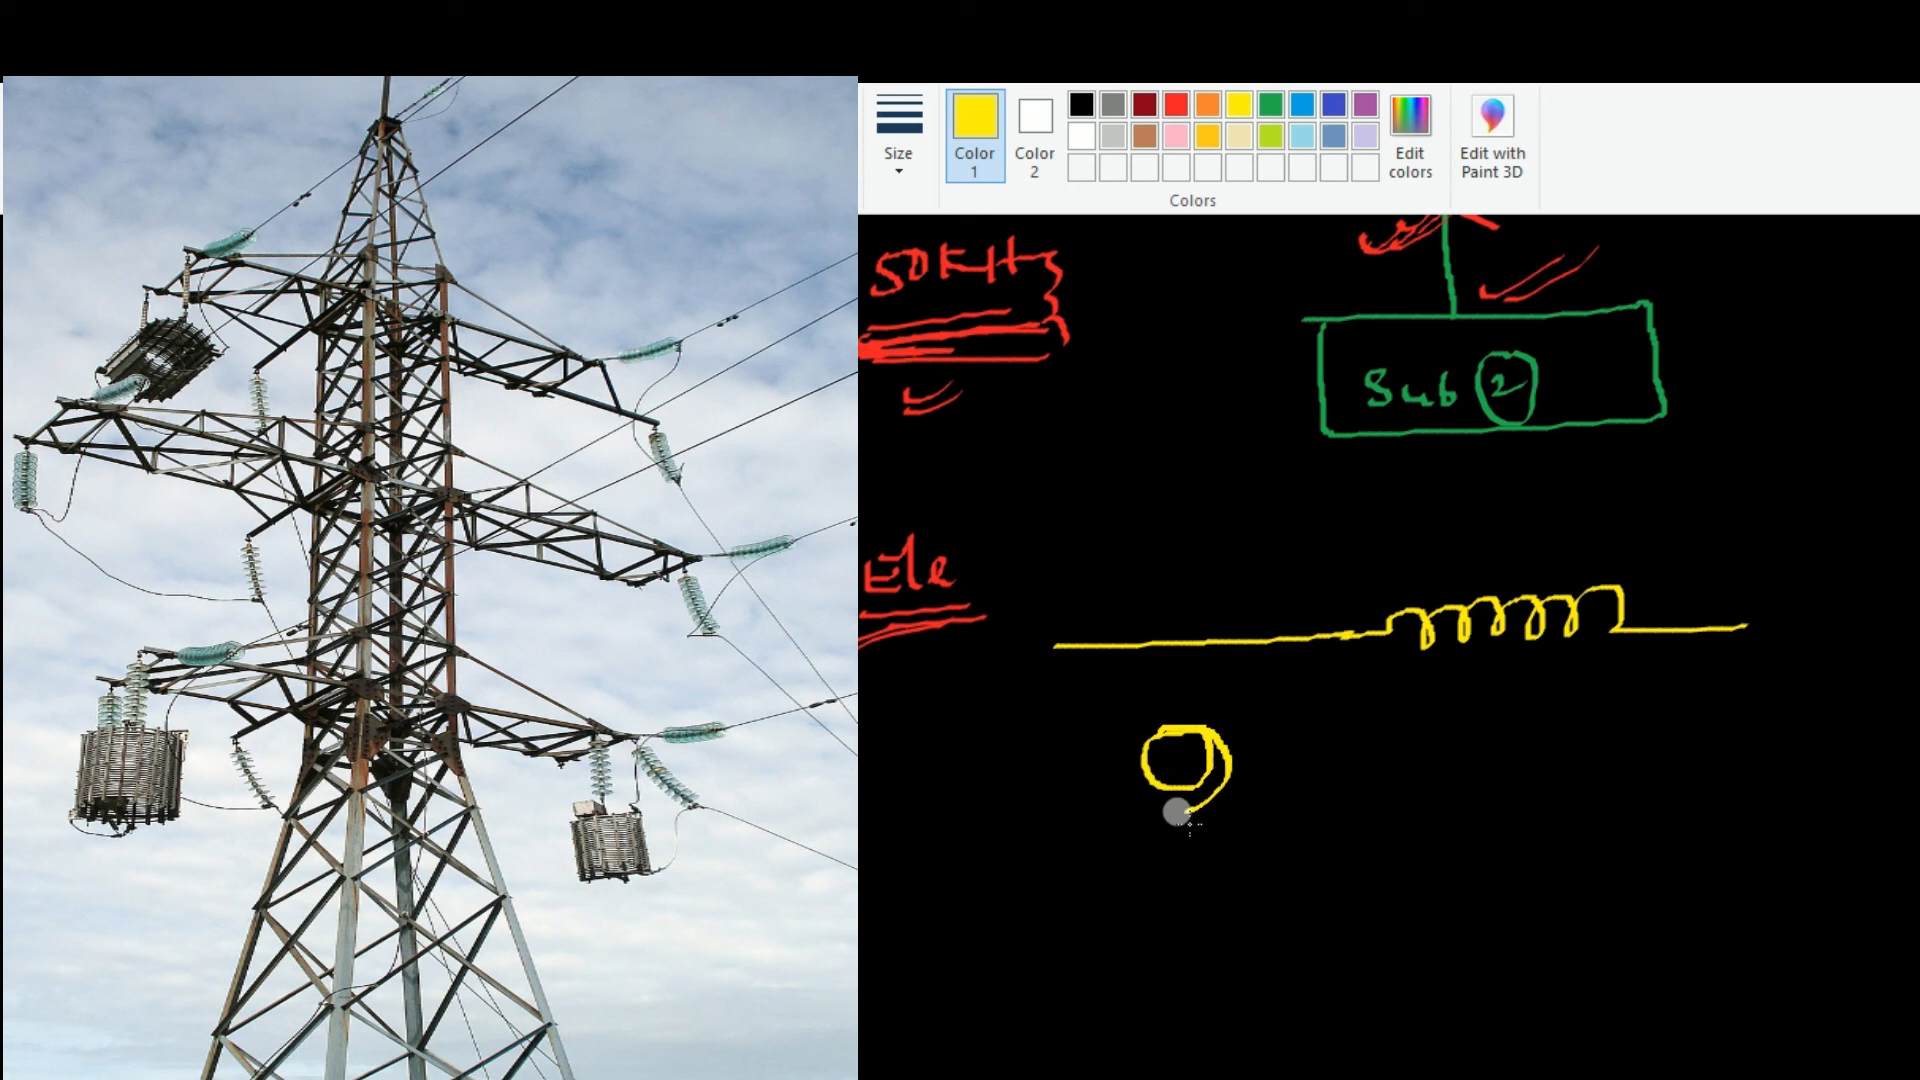 Size
Color
1
Color
2
Edit
colors
Edit with
Paint 3D
Colors
50KHz
Sub 2
Ele